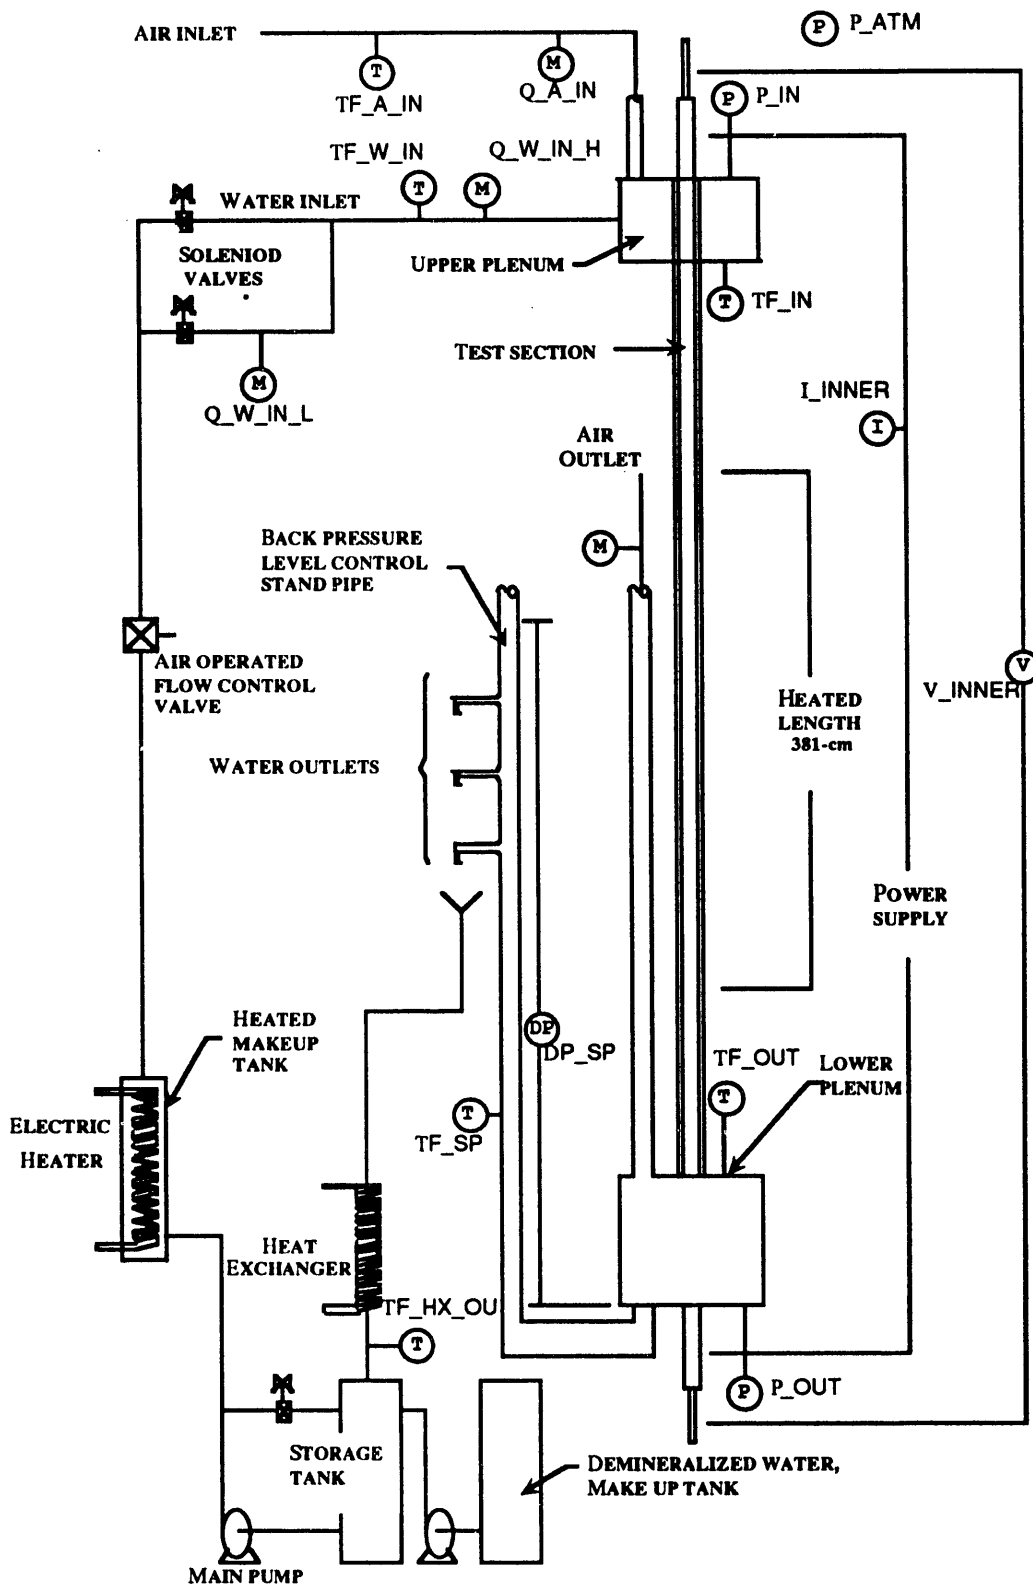 P P_ATM
AIR INLET
T
TF_A_IN
M
Q_A_IN
P P_IN
TF_W_IN
T
Q_W_IN_H
M
WATER INLET
SOLENIOD
VALVES
UPPER PLENUM
T TF_IN
TEST SECTION
M
Q_W_IN_L
I_INNER
I
AIR
OUTLET
M
BACK PRESSURE
LEVEL CONTROL
STAND PIPE
AIR OPERATED
FLOW CONTROL
VALVE
V
V_INNER
HEATED
LENGTH
381-cm
WATER OUTLETS
POWER
SUPPLY
HEATED
MAKEUP
TANK
DP
DP_SP
TF_OUT
T
LOWER
PLENUM
ELECTRIC
HEATER
T
TF_SP
HEAT
EXCHANGER
TF_HX_OU
T
P P_OUT
STORAGE
TANK
DEMINERALIZED WATER,
MAKE UP TANK
MAIN PUMP